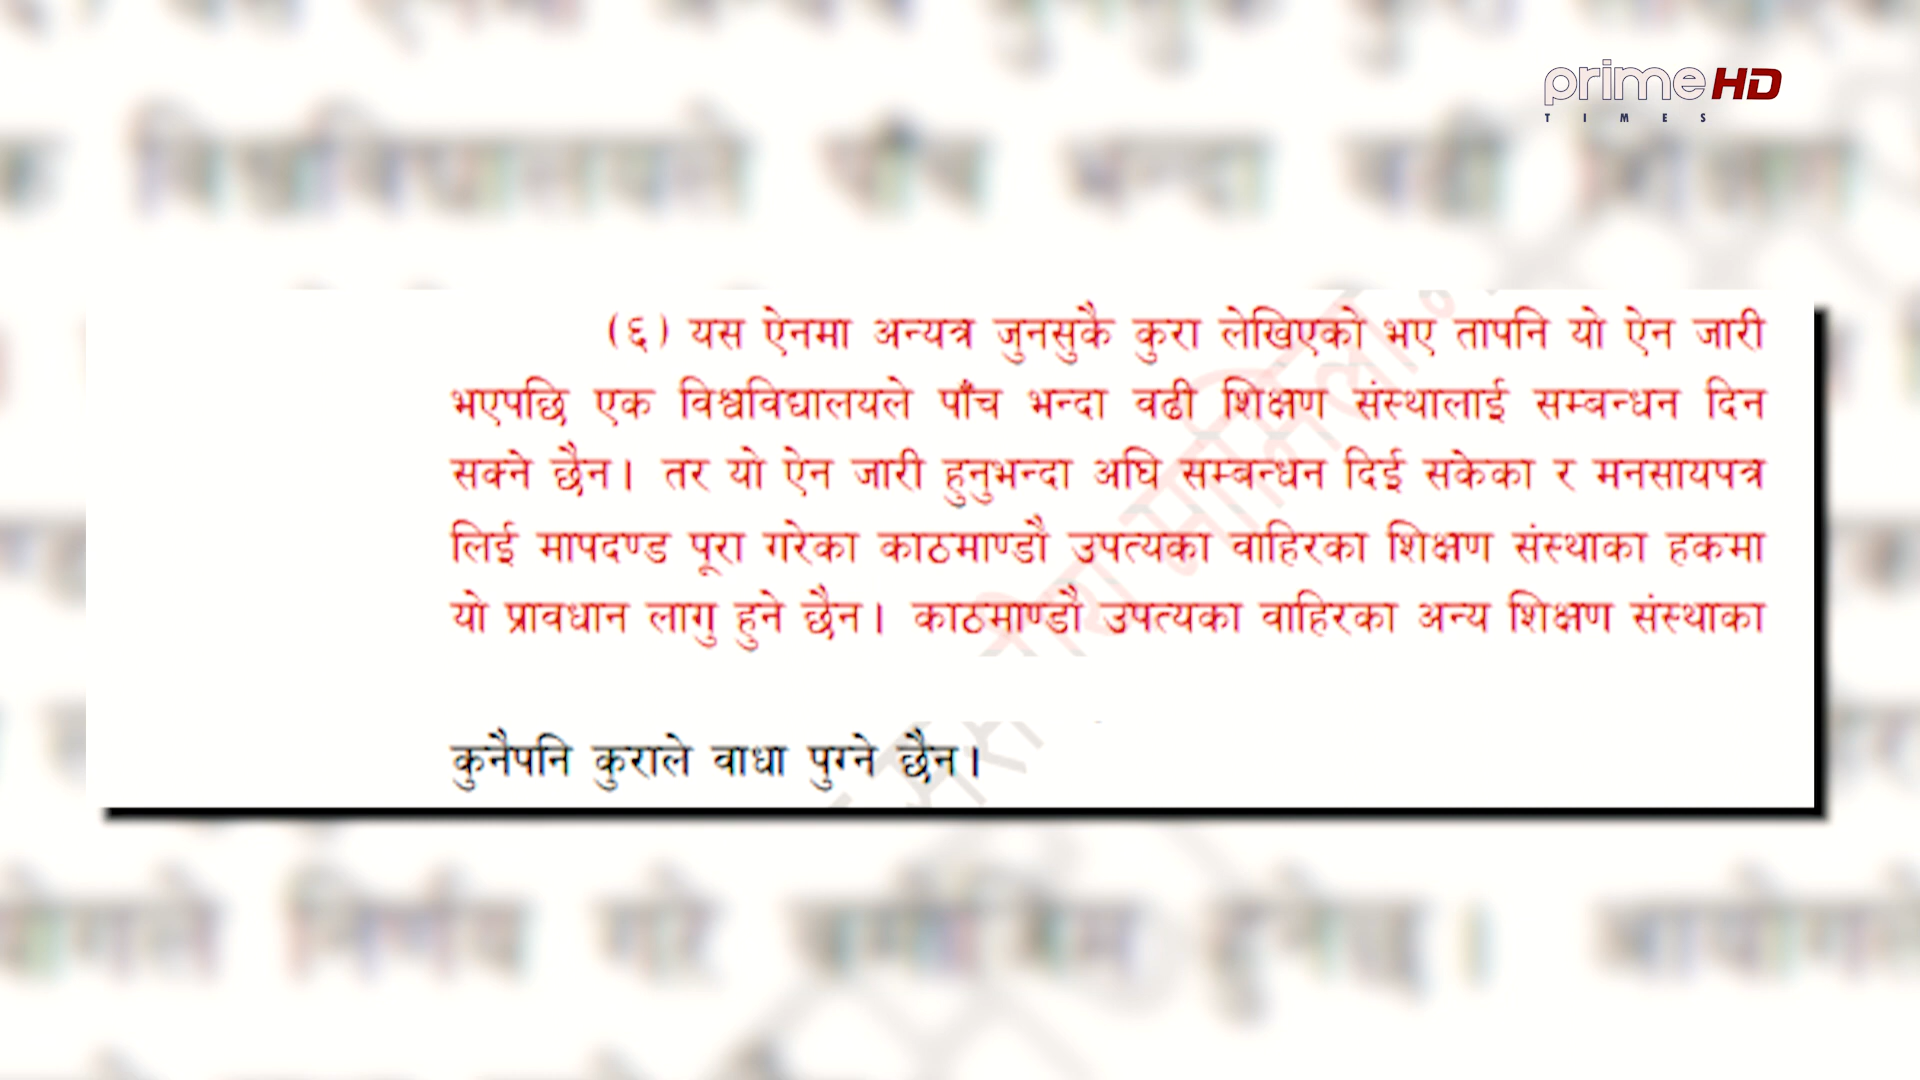 prime HD
TIMES
(६) यस ऐनमा अन्यत्र जुनसुकै कुरा लेखिएको भए तापनि यो ऐन जारी
भएपछि एक विश्वविद्यालयले पाँच भन्दा वढी शिक्षण संस्थालाई सम्बन्धन दिन
सक्ने छैन। तर यो ऐन जारी हुनुभन्दा अघि सम्बन्धन दिई सकेका र मनसायपत्र
लिई मापदण्ड पूरा गरेका काठमाण्डौ उपत्यका वाहिरका शिक्षण संस्थाका हकमा
यो प्रावधान लागु हुने छैन। काठमाण्डौ उपत्यका वाहिरका अन्य शिक्षण संस्थाका
कुनैपनि कुराले वाधा पुग्ने छैन।